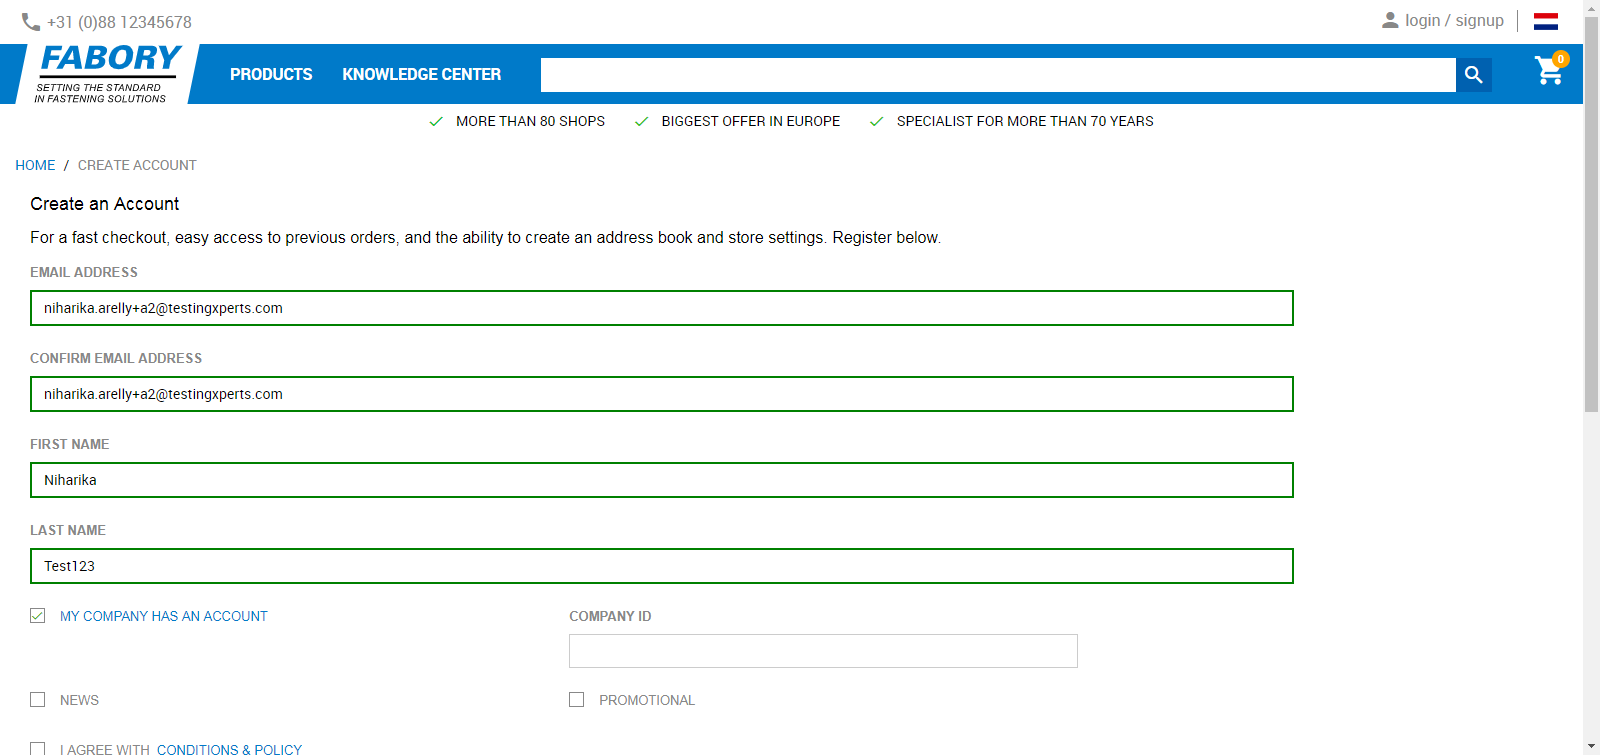 +31 (0)88 12345678
login / signup
FABORY
SETTING THE STANDARD
IN FASTENING SOLUTIONS
PRODUCTS
KNOWLEDGE CENTER
0
MORE THAN 80 SHOPS
BIGGEST OFFER IN EUROPE
SPECIALIST FOR MORE THAN 70 YEARS
HOME / CREATE ACCOUNT
Create an Account
For a fast checkout, easy access to previous orders, and the ability to create an address book and store settings. Register below.
EMAIL ADDRESS
niharika.arelly+a2@testingxperts.com
CONFIRM EMAIL ADDRESS
niharika.arelly+a2@testingxperts.com
FIRST NAME
Niharika
LAST NAME
Test123
MY COMPANY HAS AN ACCOUNT
COMPANY ID
NEWS
PROMOTIONAL
I AGREE WITH CONDITIONS & POLICY